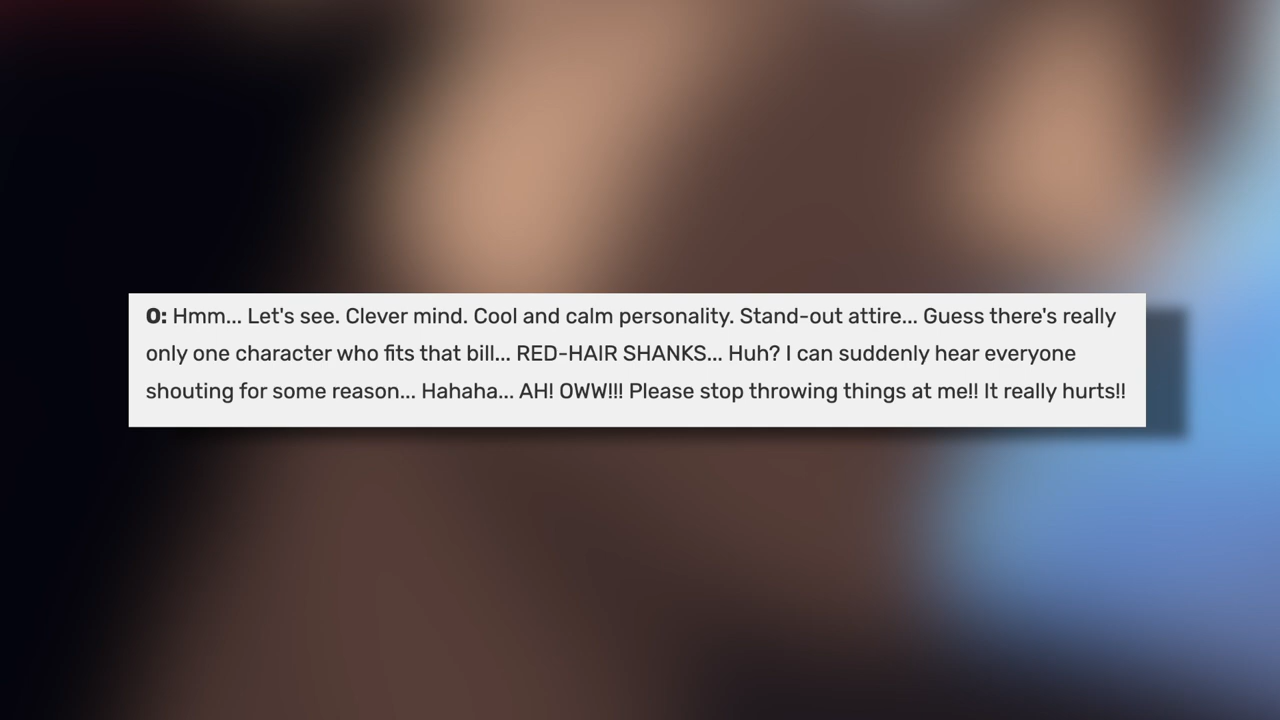 O: Hmm... Let's see. Clever mind. Cool and calm personality. Stand-out attire... Guess there's really
only one character who fits that bill... RED-HAIR SHANKS... Huh? I can suddenly hear everyone
shouting for some reason... Hahaha... AH! OWW!!! Please stop throwing things at me!! It really hurts!!